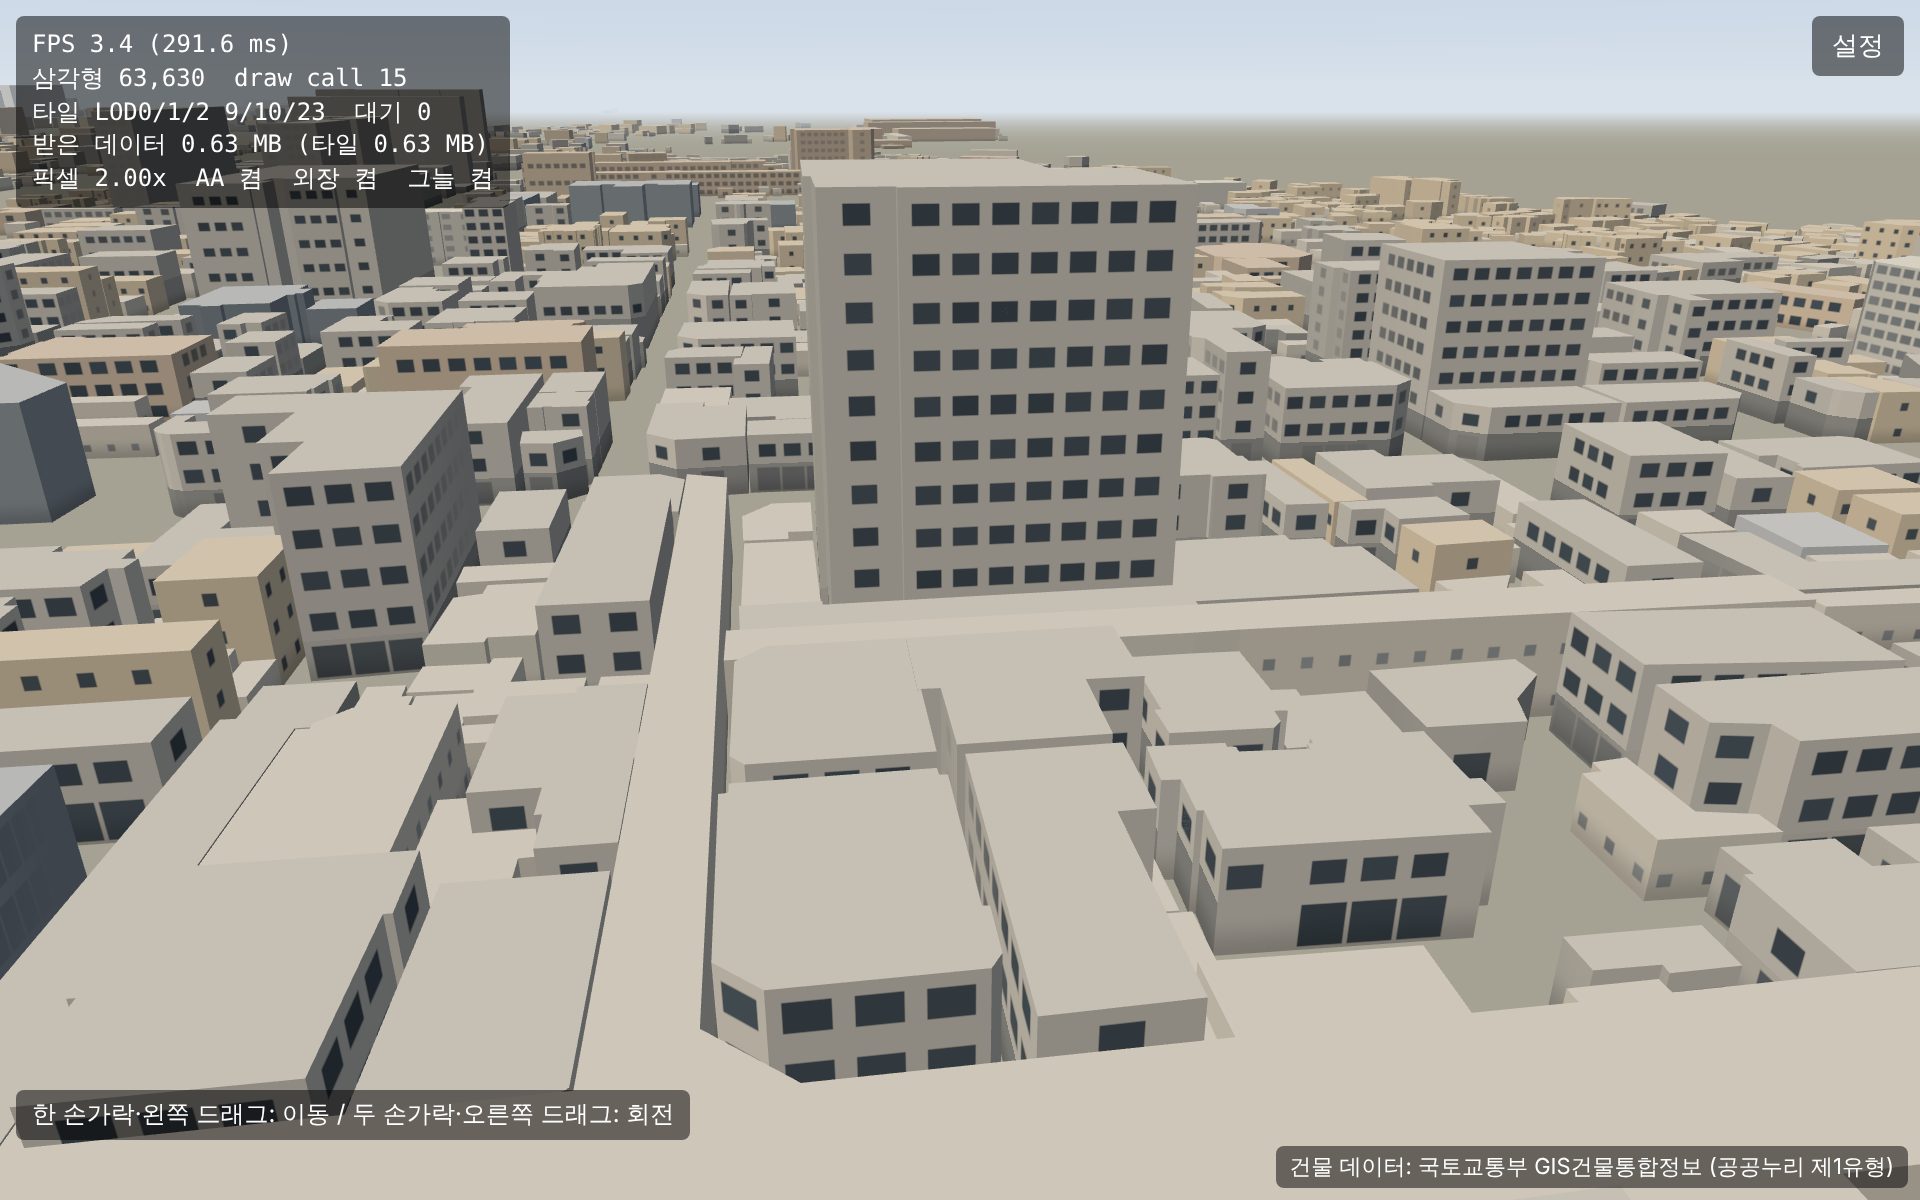 FPS 3.4 (291.6 ms)
삼각형 63,630 draw call 15
타일 LOD0/1/2 9/10/23 대기 0
받은 데이터 0.63 MB (타일 0.63 MB)
픽셀 2.00x AA 켬 외장 켬 그늘 켬
설정
한 손가락·왼쪽 드래그: 이동 / 두 손가락·오른쪽 드래그: 회전
건물 데이터: 국토교통부 GIS건물통합정보 (공공누리 제1유형)